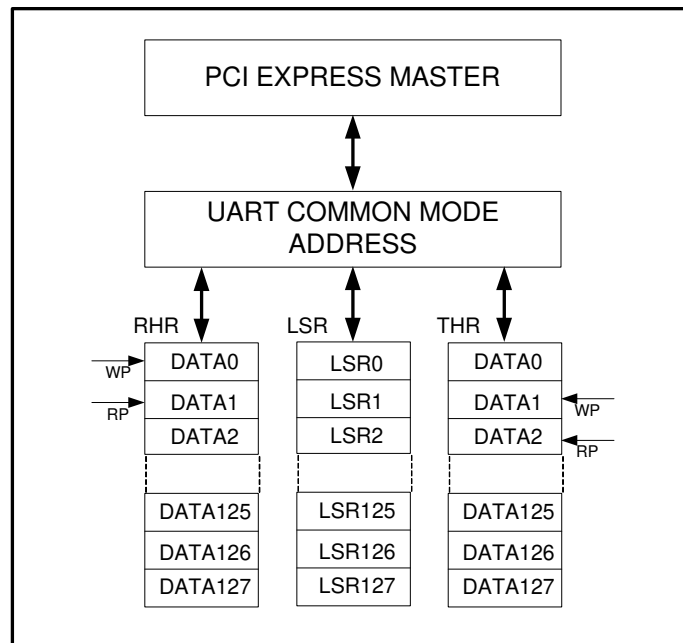 PCI EXPRESS MASTER
UART COMMON MODE
ADDRESS
RHR LSR THR
DATA0 LSR0 DATA0
WP
DATA1 LSR1 DATA1
RP WP
DATA2 LSR2 DATA2
RP
DATA125 LSR125 DATA125
DATA126 LSR126 DATA126
DATA127 LSR127 DATA127